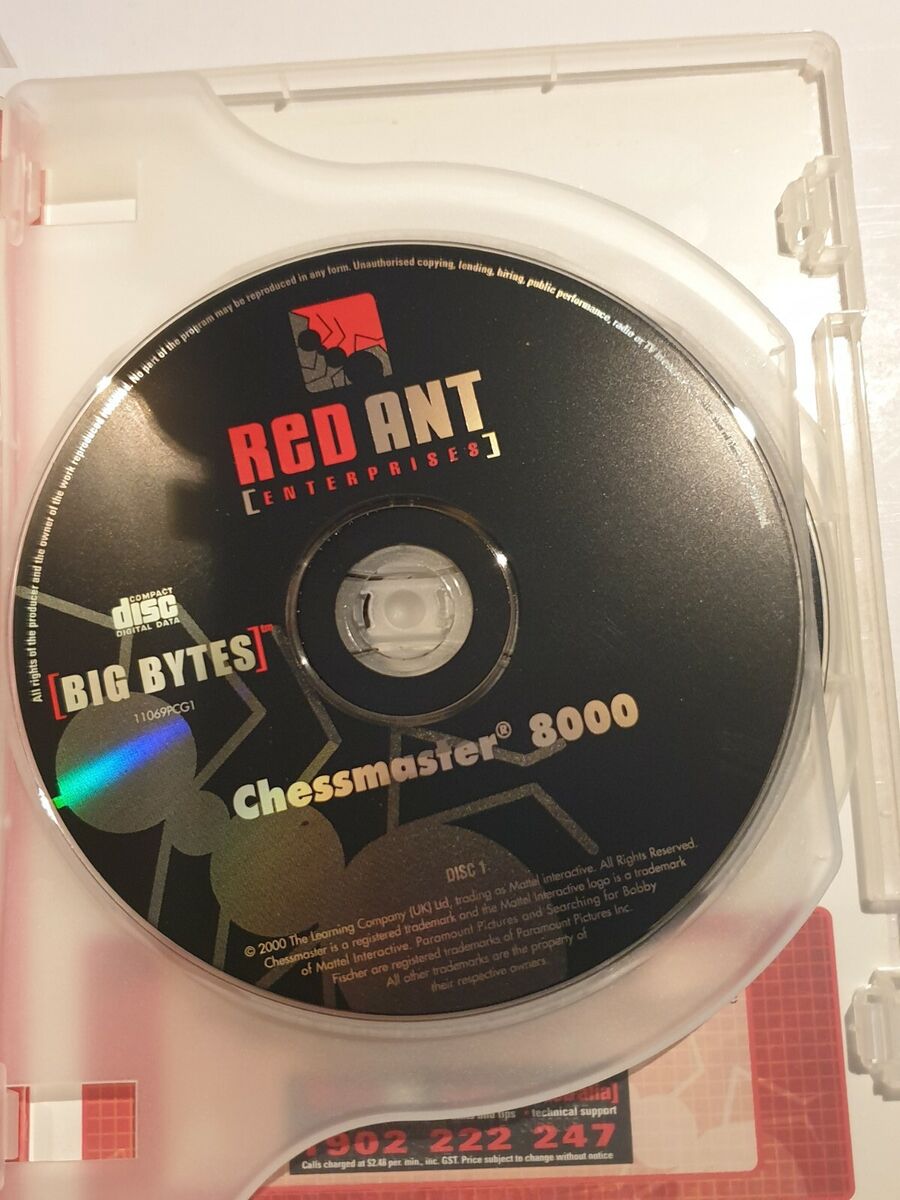 All rights of the producer and the owner of the work reproduced No part of the program may be reproduced in any form. Unauthorised copying, lending, hiring, public performance, radio or TV
ReD ANT
[ENTERPRISES]
COMPACT
disc
DIGITAL DATA
[BIG BYTES]™
11069PCG1
Chessmaster® 8000
DISC 1
© 2000 The Learning Company (UK) Ltd, trading as Mattel Interactive. All Rights Reserved.
Chessmaster is a registered trademark and the Mattel Interactive logo is a trademark
of Mattel Interactive. Paramount Pictures and Searching for Bobby
Fischer are registered trademarks of Paramount Pictures Inc.
All other trademarks are the property of
their respective owners.
and tips • technical support
1902 222 247
Calls charged at $2.48 per min., inc. GST. Price subject to change without notice